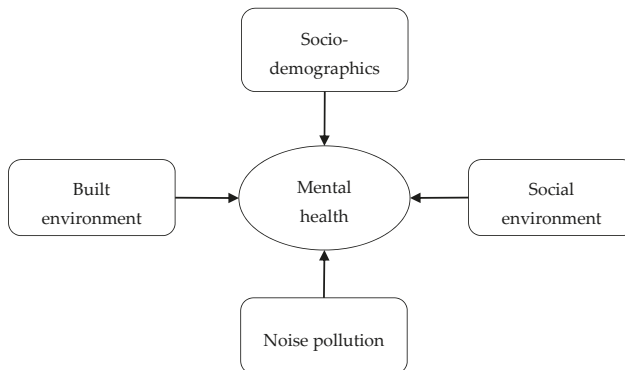 Socio-
demographics
Built
environment
Mental
health
Social
environment
Noise pollution